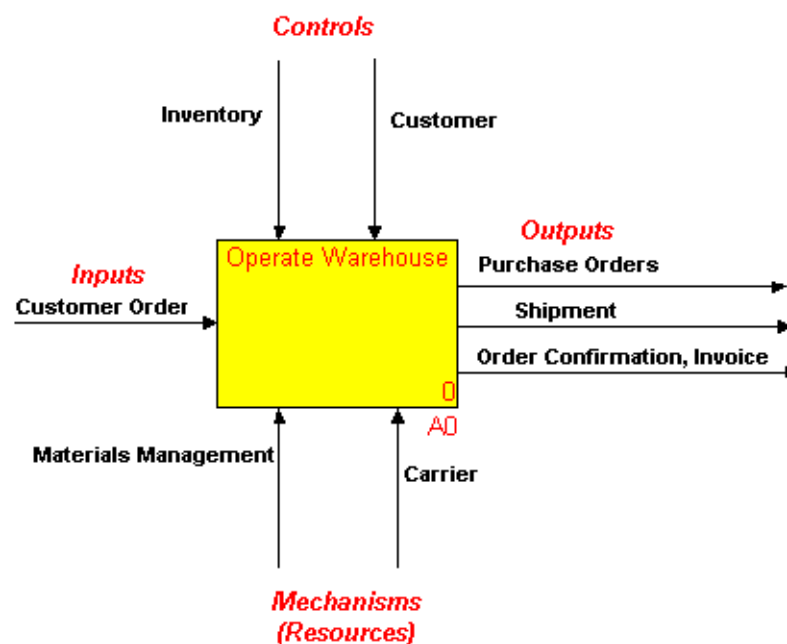 Controls
Inventory
Customer
Operate Warehouse
Outputs
Inputs
Purchase Orders
Customer Order
Shipment
Order Confirmation, Invoice
0
A0
Materials Management
Carrier
Mechanisms
(Resources)